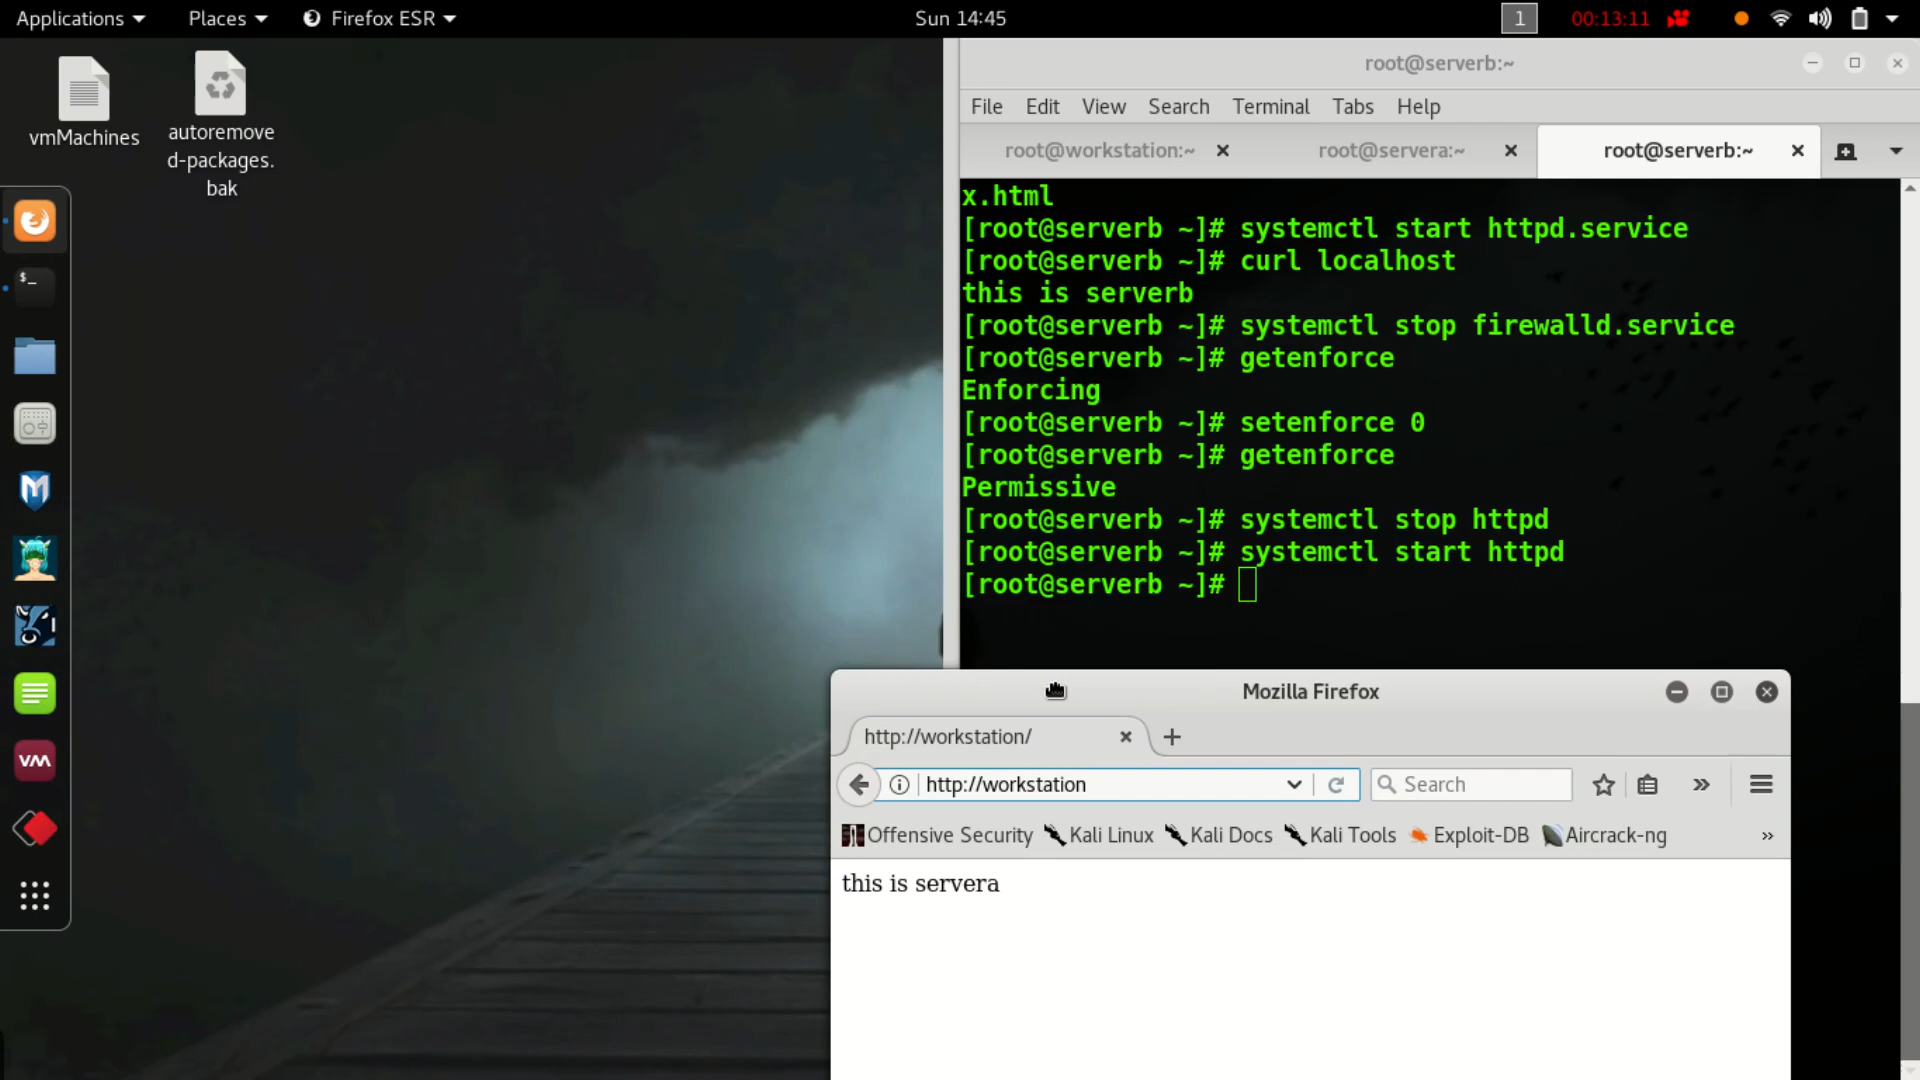 Applications
Places
Firefox ESR
Sun 14:45
1
00:13:11
vmMachines
autoremove
d-packages.
bak
root@serverb:~
File Edit View Search Terminal Tabs Help
root@workstation:~
root@servera:~
root@serverb:~
x.html
[root@serverb ~]# systemctl start httpd.service
[root@serverb ~]# curl localhost
this is serverb
[root@serverb ~]# systemctl stop firewalld.service
[root@serverb ~]# getenforce
Enforcing
[root@serverb ~]# setenforce 0
[root@serverb ~]# getenforce
Permissive
[root@serverb ~]# systemctl stop httpd
[root@serverb ~]# systemctl start httpd
[root@serverb ~]#
Mozilla Firefox
http://workstation/
http://workstation
Search
Offensive Security Kali Linux Kali Docs Kali Tools Exploit-DB Aircrack-ng
this is servera